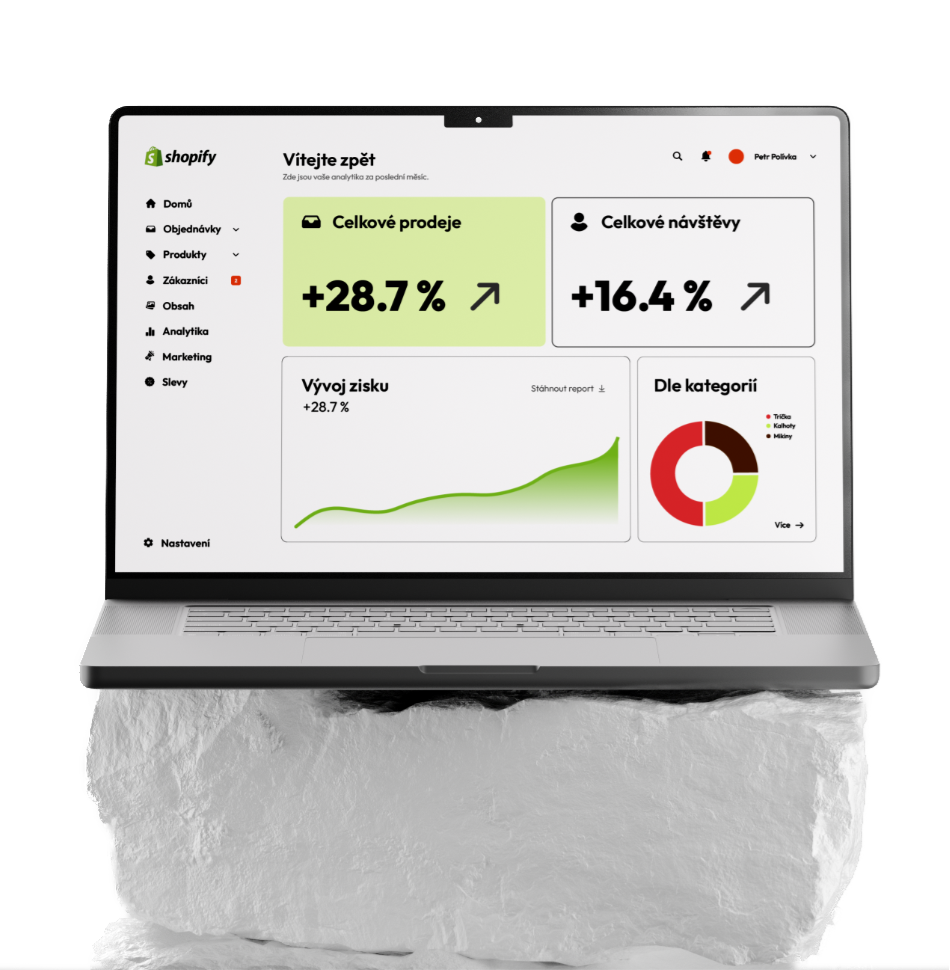 shopify
Vítejte zpět
Zde jsou vaše analytika za poslední měsíc.
Petr Polívka
Domů
Objednávky
Produkty
Zákazníci
Obsah
Analytika
Marketing
Slevy
Nastavení
Celkové prodeje
+28.7 %
Celkové návštěvy
+16.4 %
Vývoj zisku
+28.7 %
Stáhnout report
Dle kategorií
Tričko
Kalhoty
Mikiny
Více